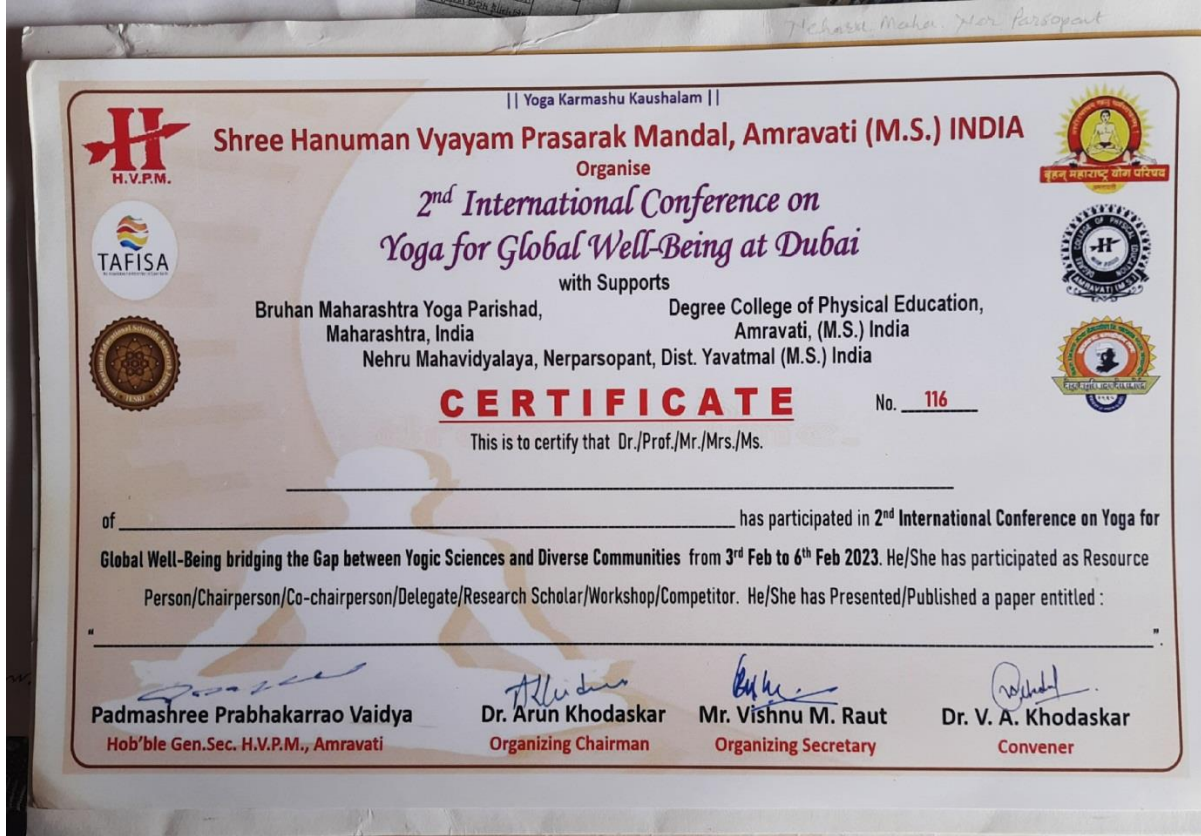 Nehru Maha. Ner Parsopant
|| Yoga Karmashu Kaushalam ||
H.V.P.M.
Shree Hanuman Vyayam Prasarak Mandal, Amravati (M.S.) INDIA
Organise
2nd International Conference on
Yoga for Global Well-Being at Dubai
TAFISA
बृहन् महाराष्ट्र योग परिषद
अमरावती
with Supports
Bruhan Maharashtra Yoga Parishad,
Maharashtra, India
Degree College of Physical Education,
Amravati, (M.S.) India
Nehru Mahavidyalaya, Nerparsopant, Dist. Yavatmal (M.S.) India
CERTIFICATE
No. 116
This is to certify that Dr./Prof./Mr./Mrs./Ms.
of has participated in 2nd International Conference on Yoga for
Global Well-Being bridging the Gap between Yogic Sciences and Diverse Communities from 3rd Feb to 6th Feb 2023. He/She has participated as Resource
Person/Chairperson/Co-chairperson/Delegate/Research Scholar/Workshop/Competitor. He/She has Presented/Published a paper entitled :
" ".
Padmashree Prabhakarrao Vaidya
Hob'ble Gen.Sec. H.V.P.M., Amravati
Dr. Arun Khodaskar
Organizing Chairman
Mr. Vishnu M. Raut
Organizing Secretary
Dr. V. A. Khodaskar
Convener